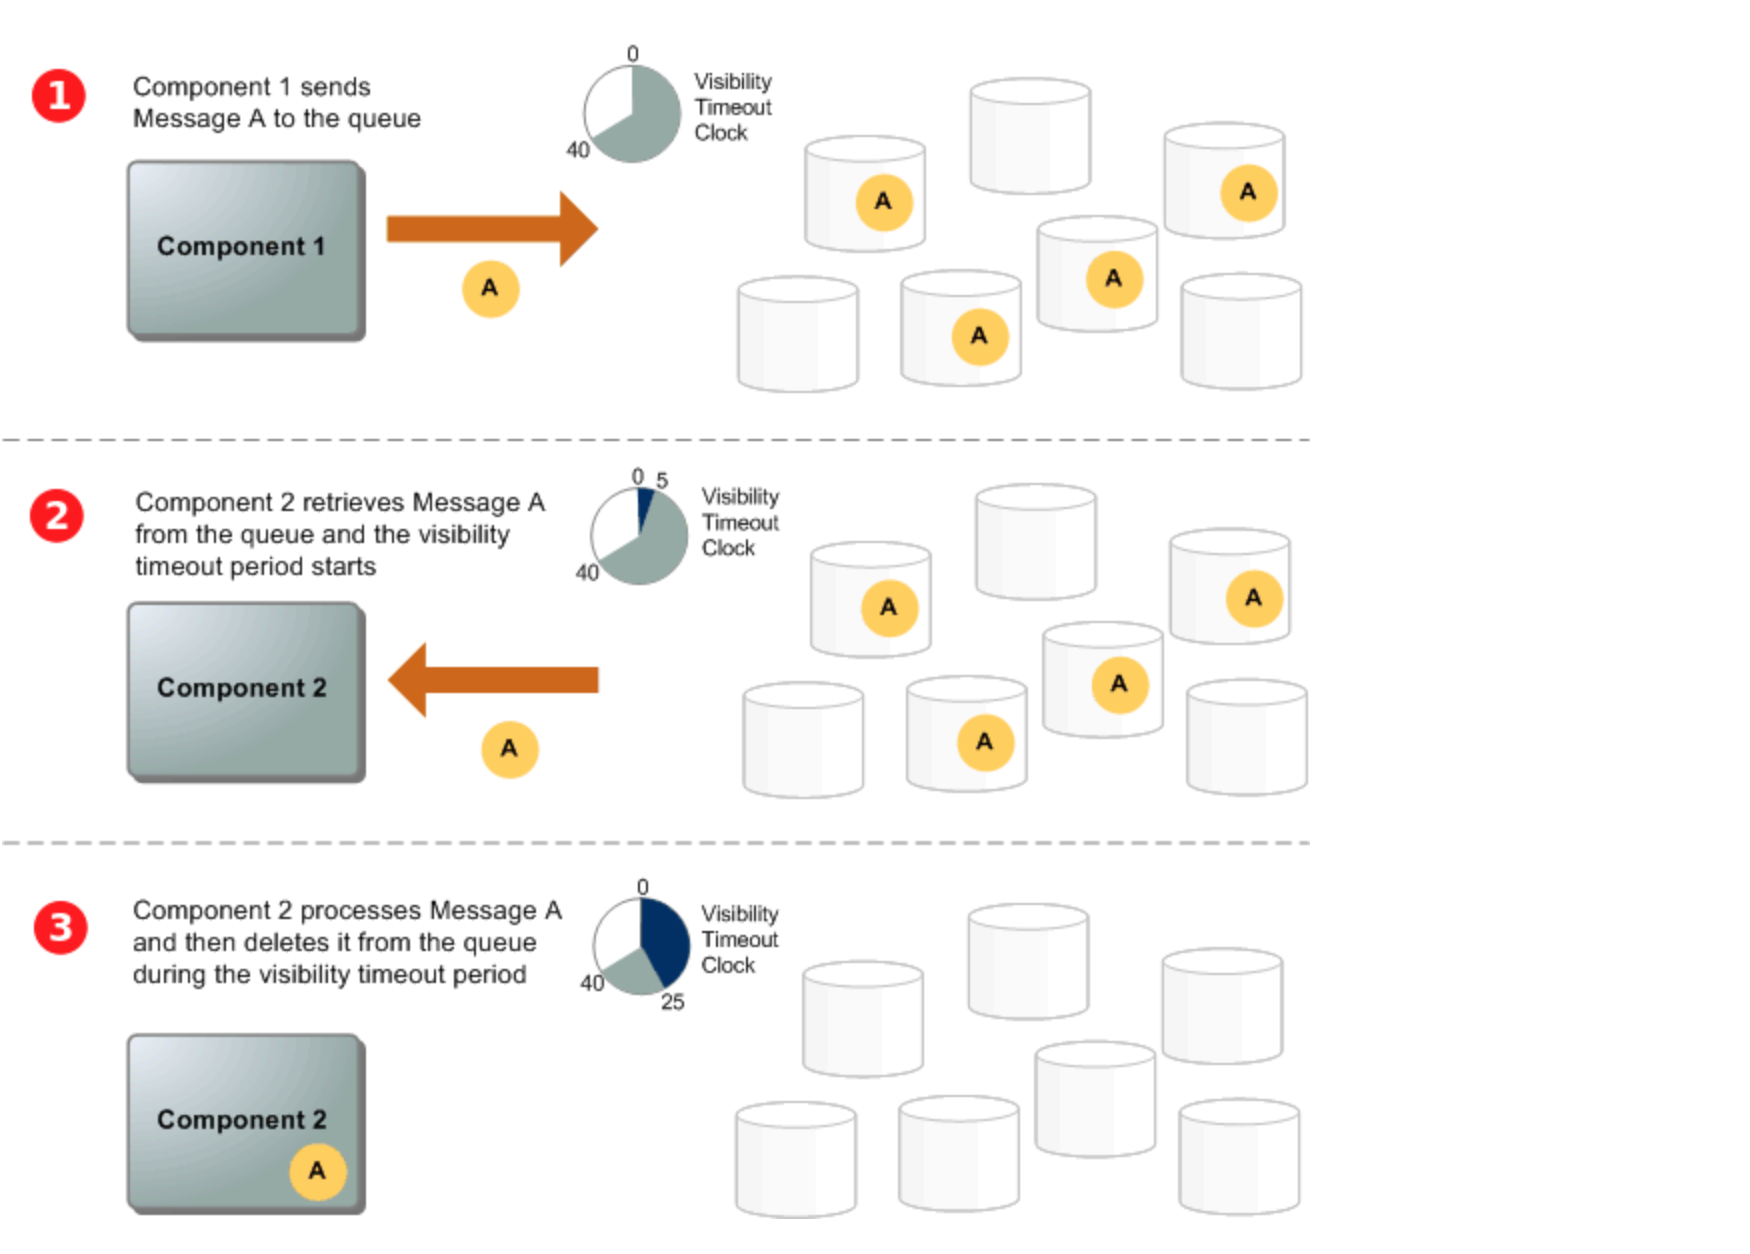 1
Component 1 sends
Message A to the queue
0
40
Visibility
Timeout
Clock
Component 1
A
A
A
A
A
2
Component 2 retrieves Message A
from the queue and the visibility
timeout period starts
0 5
40
Visibility
Timeout
Clock
Component 2
A
A
A
A
A
3
Component 2 processes Message A
and then deletes it from the queue
during the visibility timeout period
0
40
25
Visibility
Timeout
Clock
Component 2
A